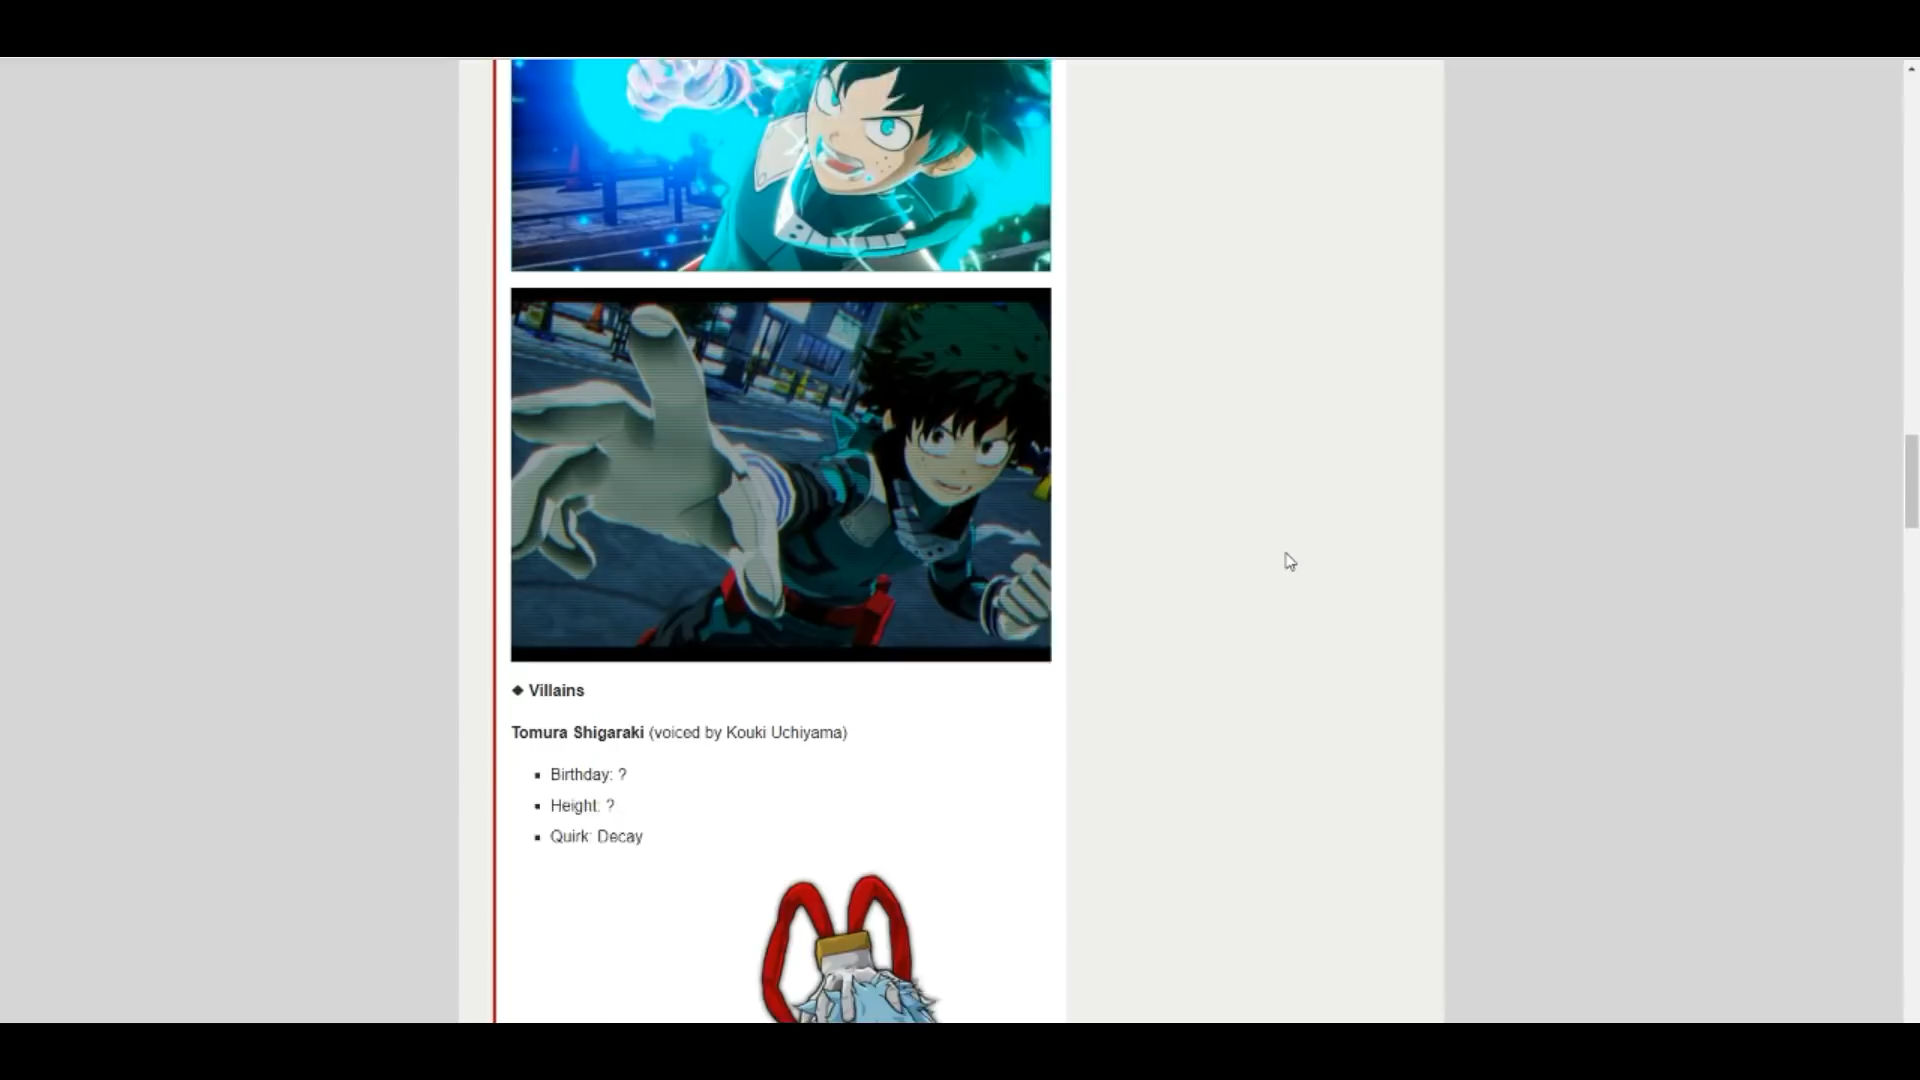 ◆ Villains
Tomura Shigaraki (voiced by Kouki Uchiyama)
▪ Birthday: ?
▪ Height: ?
▪ Quirk: Decay